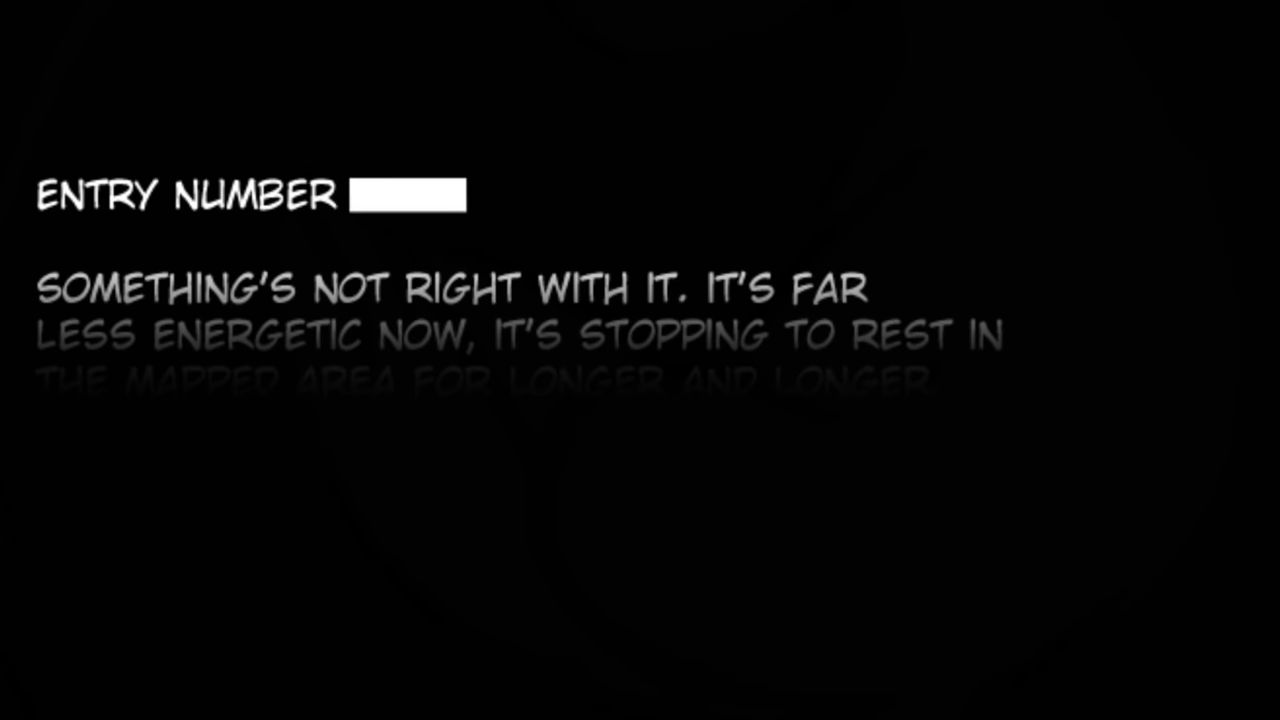 ENTRY NUMBER
SOMETHING'S NOT RIGHT WITH IT. IT'S FAR
LESS ENERGETIC NOW, IT'S STOPPING TO REST IN
THE MAPPED AREA FOR LONGER AND LONGER